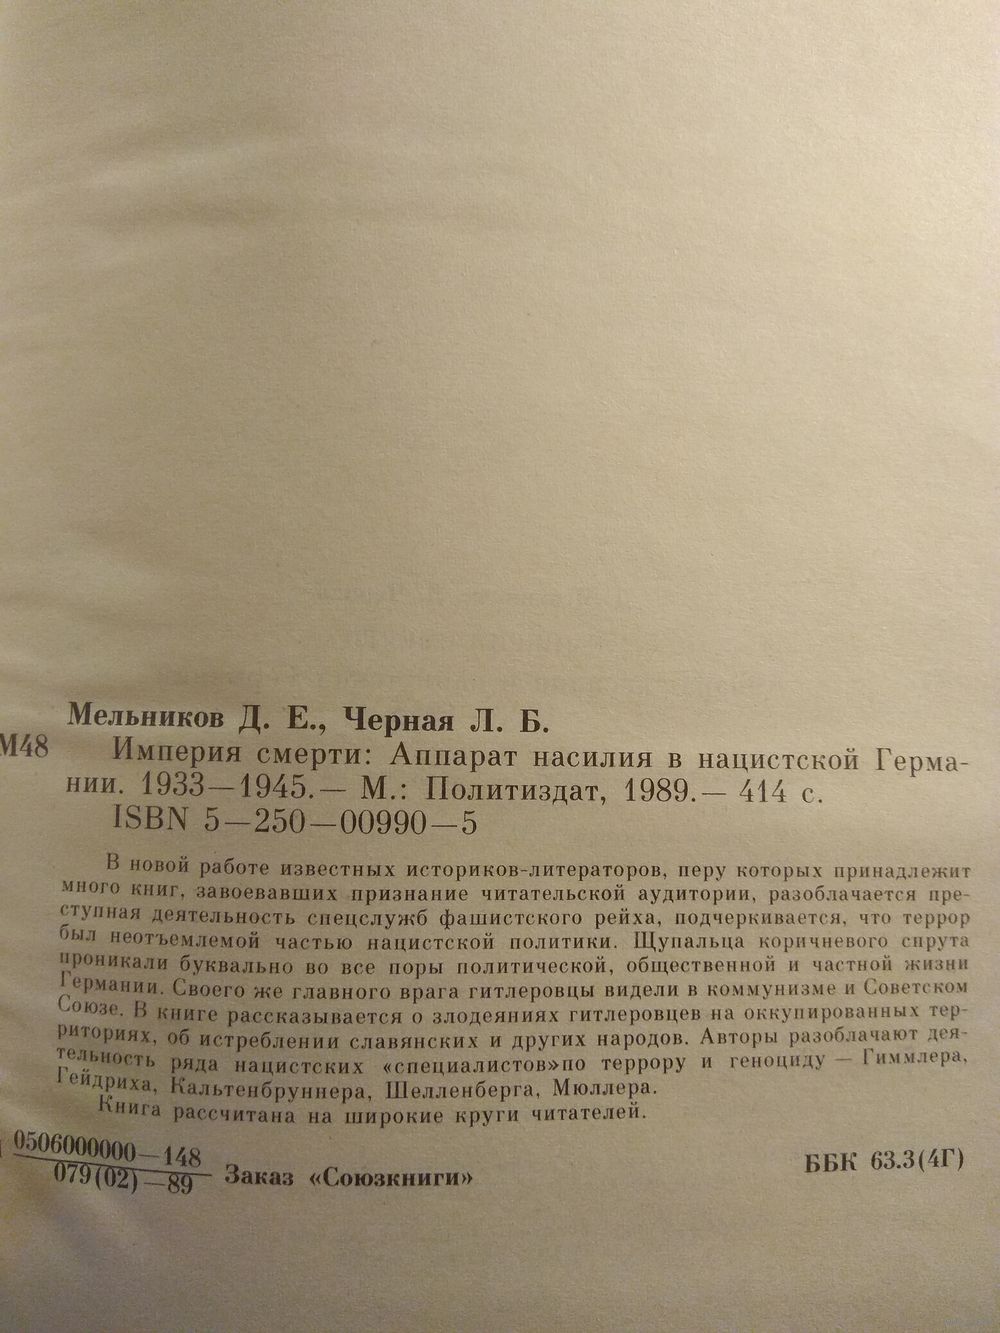 Мельников Д. Е., Черная Л. Б.
М48 Империя смерти: Аппарат насилия в нацистской Герма-
нии. 1933—1945.— М.: Политиздат, 1989.— 414 с.
ISBN 5—250—00990—5
В новой работе известных историков-литераторов, перу которых принадлежит
много книг, завоевавших признание читательской аудитории, разоблачается пре-
ступная деятельность спецслужб фашистского рейха, подчеркивается, что террор
был неотъемлемой частью нацистской политики. Щупальца коричневого спрута
проникали буквально во все поры политической, общественной и частной жизни
Германии. Своего же главного врага гитлеровцы видели в коммунизме и Советском
Союзе. В книге рассказывается о злодеяниях гитлеровцев на оккупированных тер-
риториях, об истреблении славянских и других народов. Авторы разоблачают дея-
тельность ряда нацистских «специалистов»по террору и геноциду — Гиммлера,
Гейдриха, Кальтенбруннера, Шелленберга, Мюллера.
Книга рассчитана на широкие круги читателей.
0506000000—148
079(02)—89 Заказ «Союзкниги» ББК 63.3(4Г)